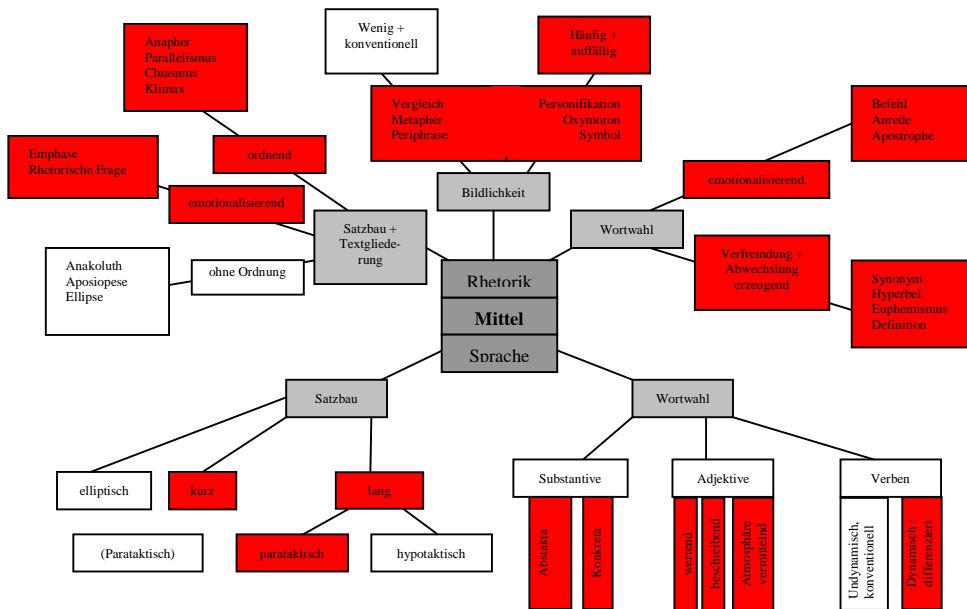 Anapher
Parallelismus
Chiasmus
Klimax
Wenig +
konventionell
Häufig +
auffällig
Vergleich
Metapher
Periphrase
Personifikation
Oxymoron
Symbol
Befehl
Anrede
Apostrophe
Emphase
Rhetorische Frage
ordnend
emotionalisierend
Bildlichkeit
emotionalisierend
Satzbau +
Textgliede-
rung
Wortwahl
Anakoluth
Aposiopese
Ellipse
ohne Ordnung
Verfremdung +
Abwechslung
erzeugend
Synonym
Hyperbel
Euphemismus
Definition
Rhetorik
Mittel
Sprache
Satzbau
Wortwahl
elliptisch
kurz
lang
Substantive
Adjektive
Verben
(Parataktisch)
parataktisch
hypotaktisch
Abstakta
Konkreta
wertend
beschreibend
Atmosphäre
vermittelnd
Undynamisch,
konventionell
Dynamisch /
differenziert